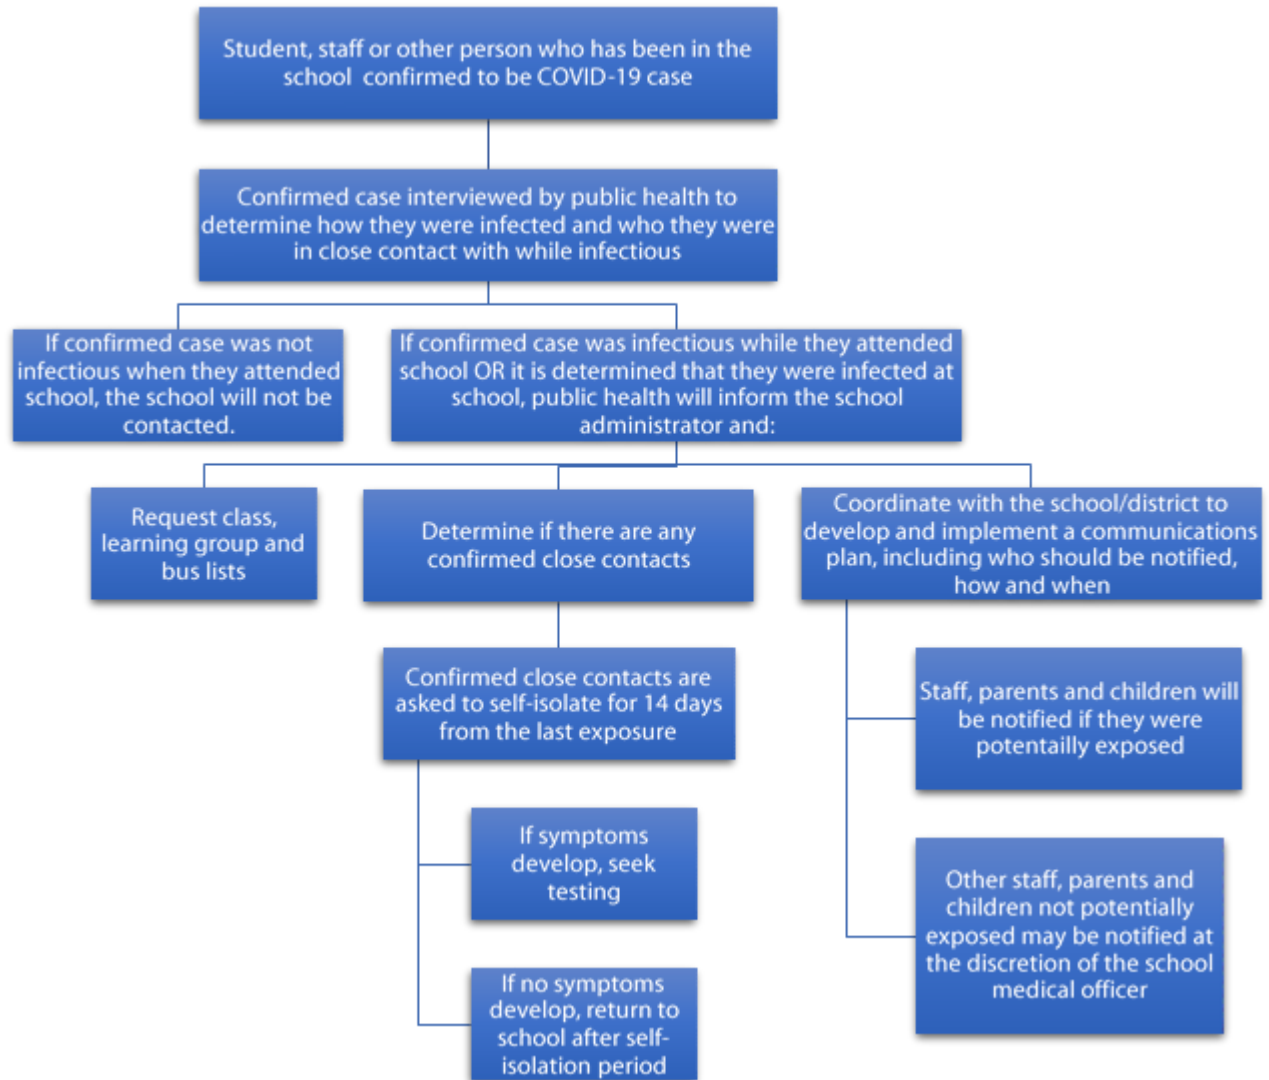 Student, staff or other person who has been in the
school confirmed to be COVID-19 case
Confirmed case interviewed by public health to
determine how they were infected and who they were
in close contact with while infectious
If confirmed case was not
infectious when they attended
school, the school will not be
contacted.
If confirmed case was infectious while they attended
school OR it is determined that they were infected at
school, public health will inform the school
administrator and:
Request class,
learning group and
bus lists
Determine if there are any
confirmed close contacts
Confirmed close contacts are
asked to self-isolate for 14 days
from the last exposure
If symptoms
develop, seek
testing
If no symptoms
develop, return to
school after self-
isolation period
Coordinate with the school/district to
develop and implement a communications
plan, including who should be notified,
how and when
Staff, parents and children will
be notified if they were
potentailly exposed
Other staff, parents and
children not potentially
exposed may be notified at
the discretion of the school
medical officer